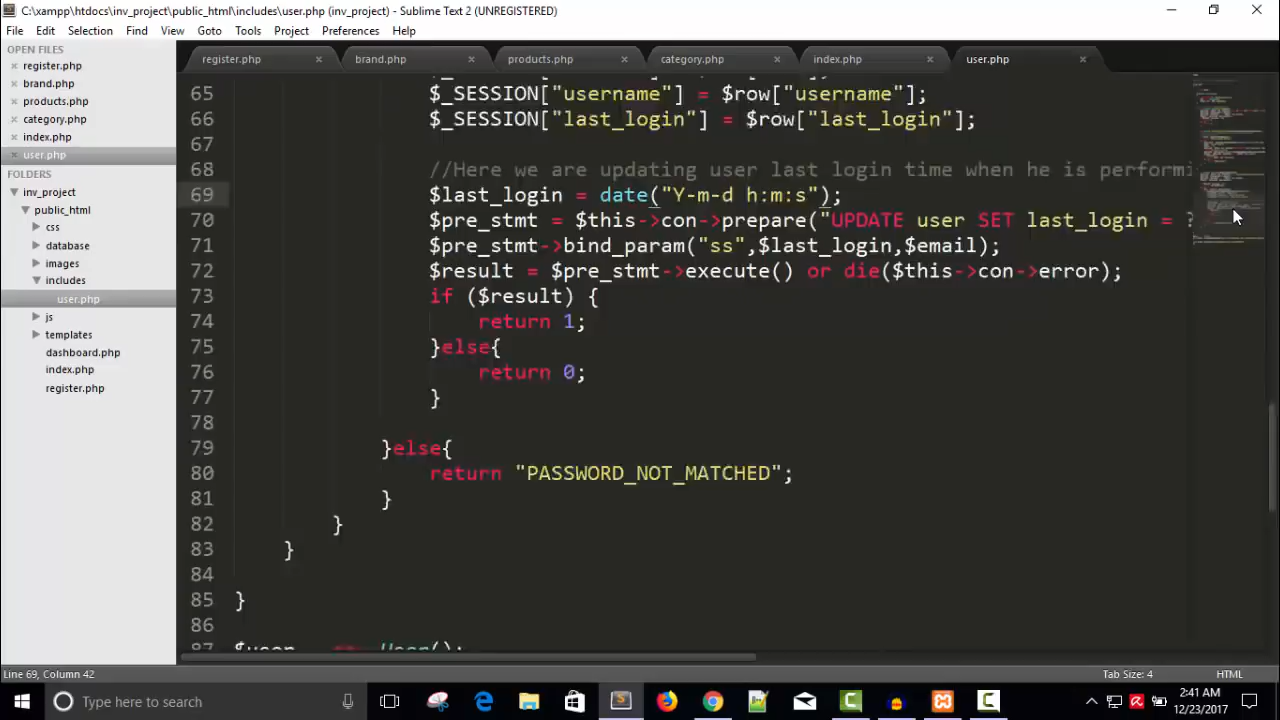 C:\xampp\htdocs\inv_project\public_html\includes\user.php (inv_project) - Sublime Text 2 (UNREGISTERED)
File Edit Selection Find View Goto Tools Project Preferences Help
OPEN FILES
register.php
brand.php
products.php
category.php
index.php
user.php
FOLDERS
inv_project
public_html
css
database
images
includes
user.php
js
templates
dashboard.php
index.php
register.php
register.php brand.php products.php category.php index.php user.php
65 $_SESSION["username"] = $row["username"];
66 $_SESSION["last_login"] = $row["last_login"];
67
68 //Here we are updating user last login time when he is performi
69 $last_login = date("Y-m-d h:m:s");
70 $pre_stmt = $this->con->prepare("UPDATE user SET last_login = ?
71 $pre_stmt->bind_param("ss",$last_login,$email);
72 $result = $pre_stmt->execute() or die($this->con->error);
73 if ($result) {
74 return 1;
75 }else{
76 return 0;
77 }
78
79 }else{
80 return "PASSWORD_NOT_MATCHED";
81 }
82 }
83 }
84
85 }
86
87
Line 69, Column 42
Tab Size: 4 HTML
Type here to search
2:41 AM
12/23/2017